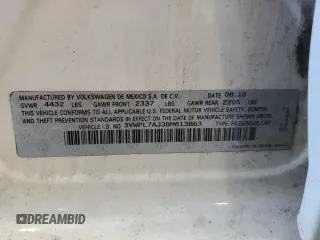 MANUFACTURED BY VOLKSWAGEN DE MEXICO S.A. DE C.V. DATE 08.10
GVWR 4432 LBS GAWR FRONT 2337 LBS GAWR REAR 2205 LBS
THIS VEHICLE CONFORMS TO ALL APPLICABLE FEDERAL MOTOR VEHICLE SAFETY, BUMPER,
AND THEFT PREVENTION STANDARDS IN EFFECT ON THE DATE OF MANUFACTURE SHOWN ABOVE.
VEHICLE I.D. NO. 3VWPL7AJ3BM613863 TYPE: PASSENGER CAR
DREAMBID
DREAMBID.COM